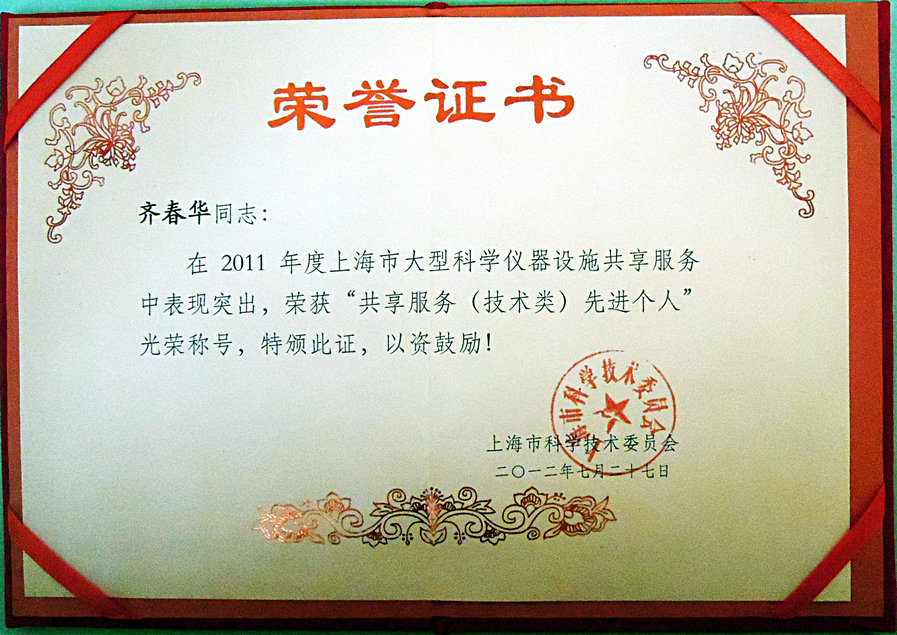 荣誉证书
齐春华同志：
在 2011 年度上海市大型科学仪器设施共享服务
中表现突出，荣获“共享服务（技术类）先进个人”
光荣称号，特颁此证，以资鼓励！
上海市科学技术委员会
上海市科学技术委员会
二〇一二年七月二十七日